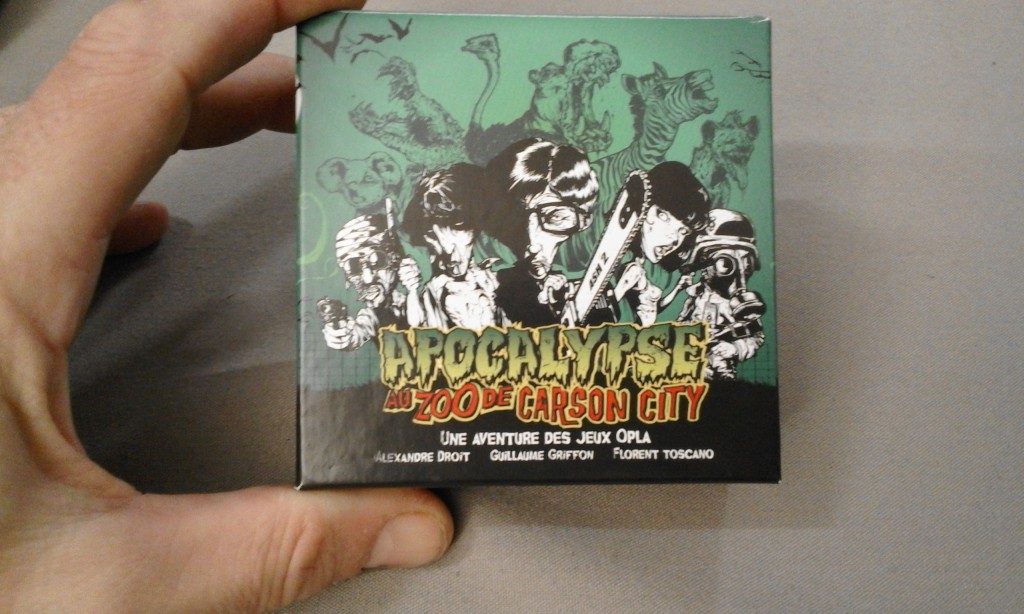 APOCALYPSE
AU ZOO DE CARSON CITY
UNE AVENTURE DES JEUX OPLA
ALEXANDRE DROIT GUILLAUME GRIFFON FLORENT TOSCANO